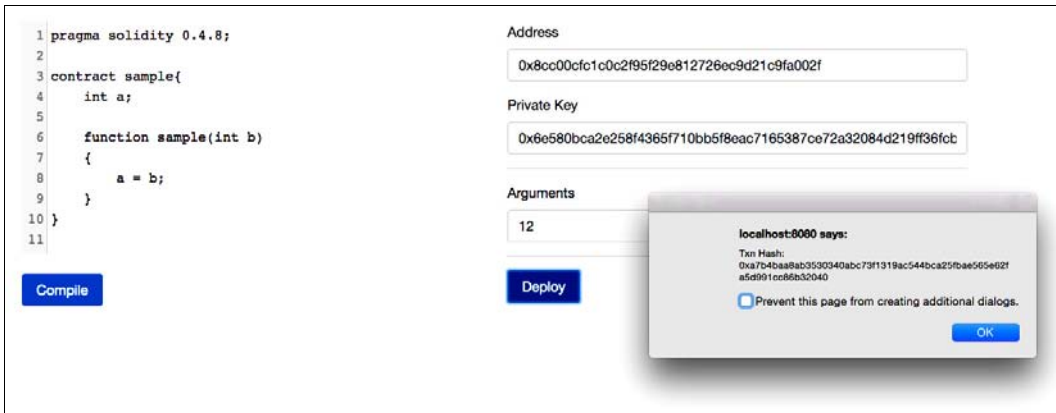 1 pragma solidity 0.4.8;
2
3 contract sample{
4 int a;
5
6 function sample(int b)
7 {
8 a = b;
9 }
10 }
11
Compile
Address
0x8cc00cfc1c0c2f95f29e812726ec9d21c9fa002f
Private Key
0x6e580bca2e258f4365f710bb5f8eac7165387ce72a32084d219ff36fcb
Arguments
12
Deploy
localhost:8080 says:
Txn Hash:
0xa7b4baa8ab3530340abc73f1319ac544bca25fbae565e62f
a5d991cc86b32040
Prevent this page from creating additional dialogs.
OK